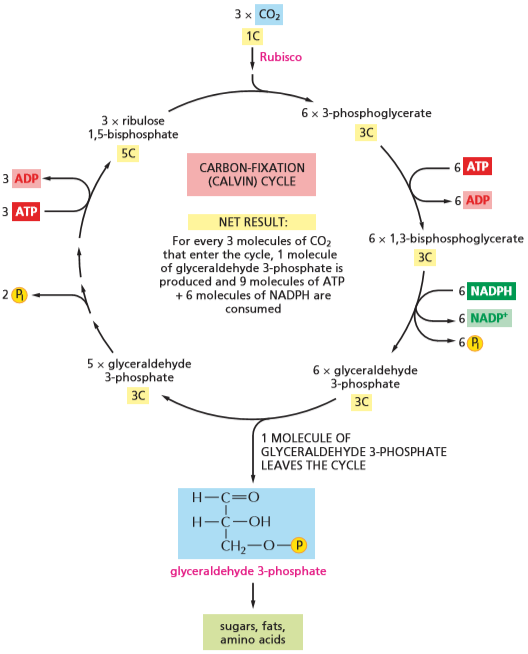 3 × CO₂
1C
Rubisco
6 × 3-phosphoglycerate
3C
3 × ribulose
1,5-bisphosphate
5C
CARBON-FIXATION
(CALVIN) CYCLE
6 ATP
6 ADP
3 ADP
3 ATP
NET RESULT:
For every 3 molecules of CO₂
that enter the cycle, 1 molecule
of glyceraldehyde 3-phosphate is
produced and 9 molecules of ATP
+ 6 molecules of NADPH are
consumed
6 × 1,3-bisphosphoglycerate
3C
6 NADPH
6 NADP⁺
6 Pi
2 Pi
5 × glyceraldehyde
3-phosphate
3C
6 × glyceraldehyde
3-phosphate
3C
1 MOLECULE OF
GLYCERALDEHYDE 3-PHOSPHATE
LEAVES THE CYCLE
H—C=O
H—C—OH
CH₂—O—P
glyceraldehyde 3-phosphate
sugars, fats,
amino acids